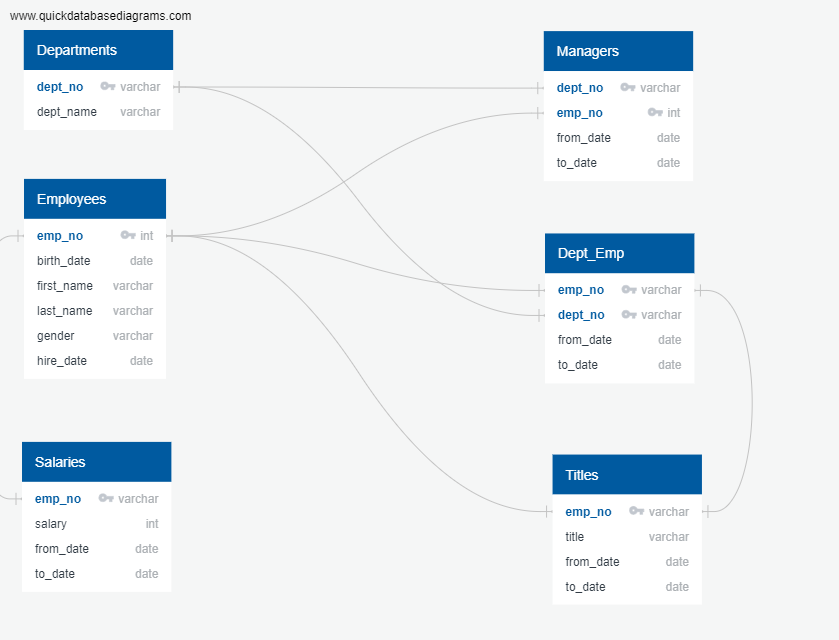 www.quickdatabasediagrams.com
Departments
dept_no varchar
dept_name varchar
Employees
emp_no int
birth_date date
first_name varchar
last_name varchar
gender varchar
hire_date date
Salaries
emp_no varchar
salary int
from_date date
to_date date
Managers
dept_no varchar
emp_no int
from_date date
to_date date
Dept_Emp
emp_no varchar
dept_no varchar
from_date date
to_date date
Titles
emp_no varchar
title varchar
from_date date
to_date date